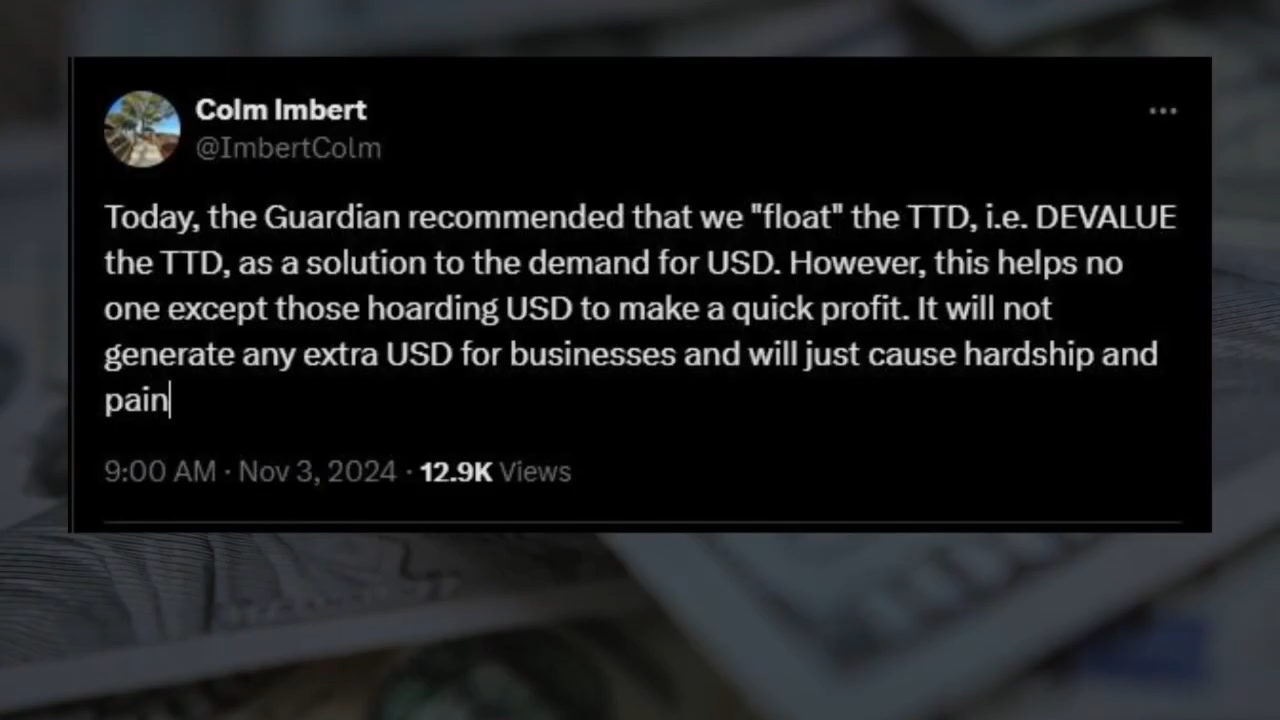 Colm Imbert
@ImbertColm
Today, the Guardian recommended that we "float" the TTD, i.e. DEVALUE
the TTD, as a solution to the demand for USD. However, this helps no
one except those hoarding USD to make a quick profit. It will not
generate any extra USD for businesses and will just cause hardship and
pain
9:00 AM · Nov 3, 2024 · 12.9K Views